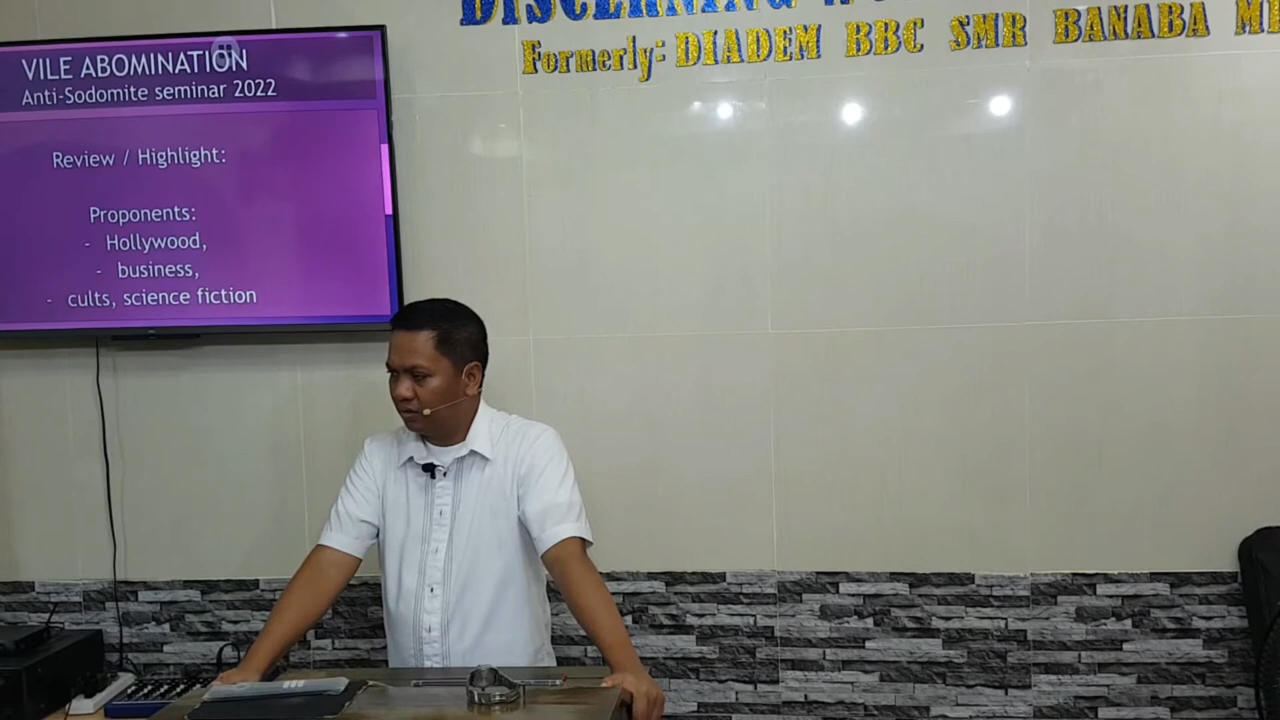 VILE ABOMINATION
Anti-Sodomite seminar 2022
Review / Highlight:
Proponents:
- Hollywood,
- business,
- cults, science fiction
DISCERNING
Formerly: DIADEM BBC SMR BANABA